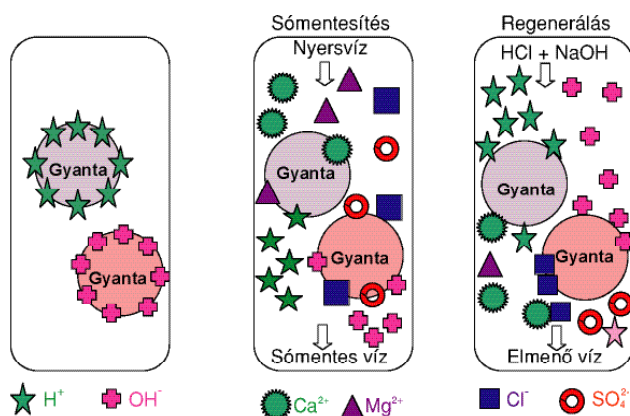 Sómentesítés
Regenerálás
Nyersvíz
HCl + NaOH
Gyanta
Gyanta
Gyanta
Gyanta
Gyanta
Gyanta
Sómentes víz
Elmenő víz
H⁺
OH⁻
Ca²⁺
Mg²⁺
Cl⁻
SO₄²⁻